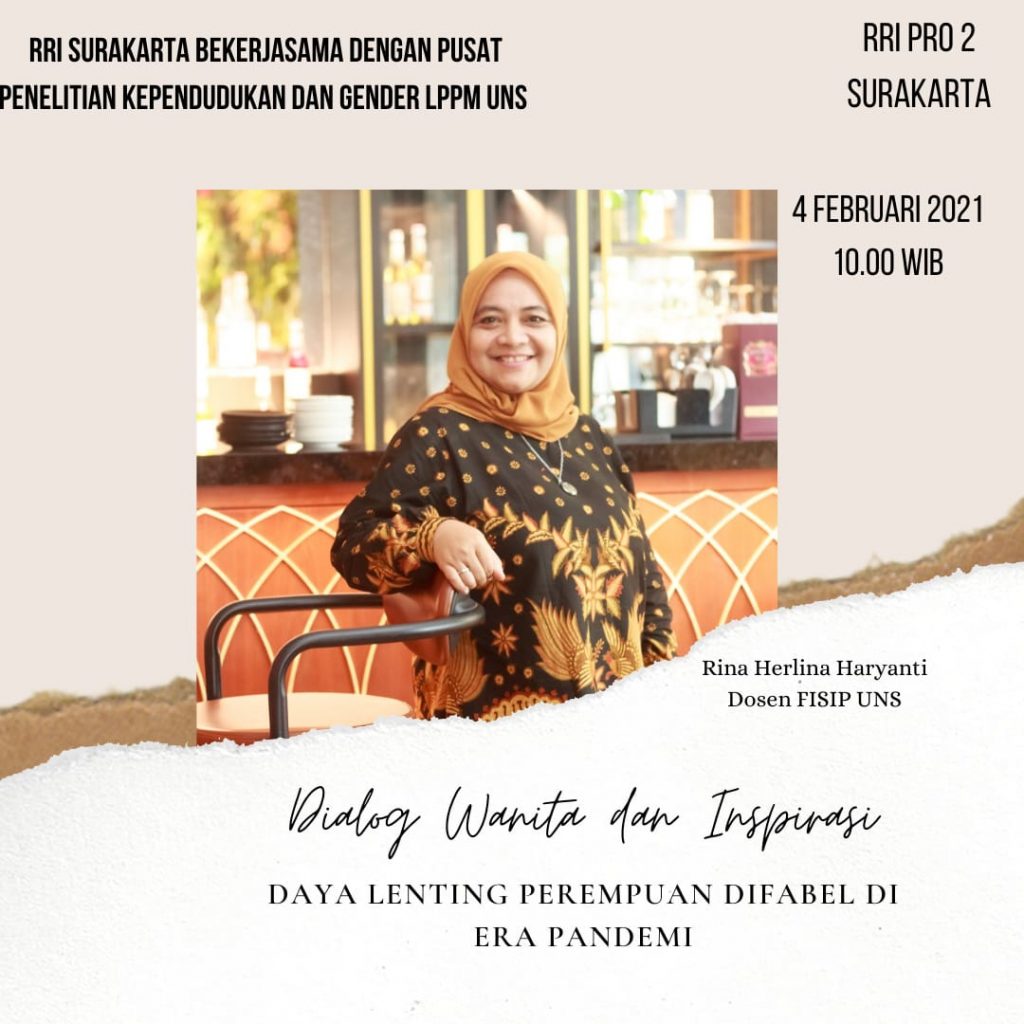 RRI SURAKARTA BEKERJASAMA DENGAN PUSAT
PENELITIAN KEPENDUDUKAN DAN GENDER LPPM UNS
RRI PRO 2
SURAKARTA
4 FEBRUARI 2021
10.00 WIB
Rina Herlina Haryanti
Dosen FISIP UNS
Dialog Wanita dan Inspirasi
DAYA LENTING PEREMPUAN DIFABEL DI
ERA PANDEMI